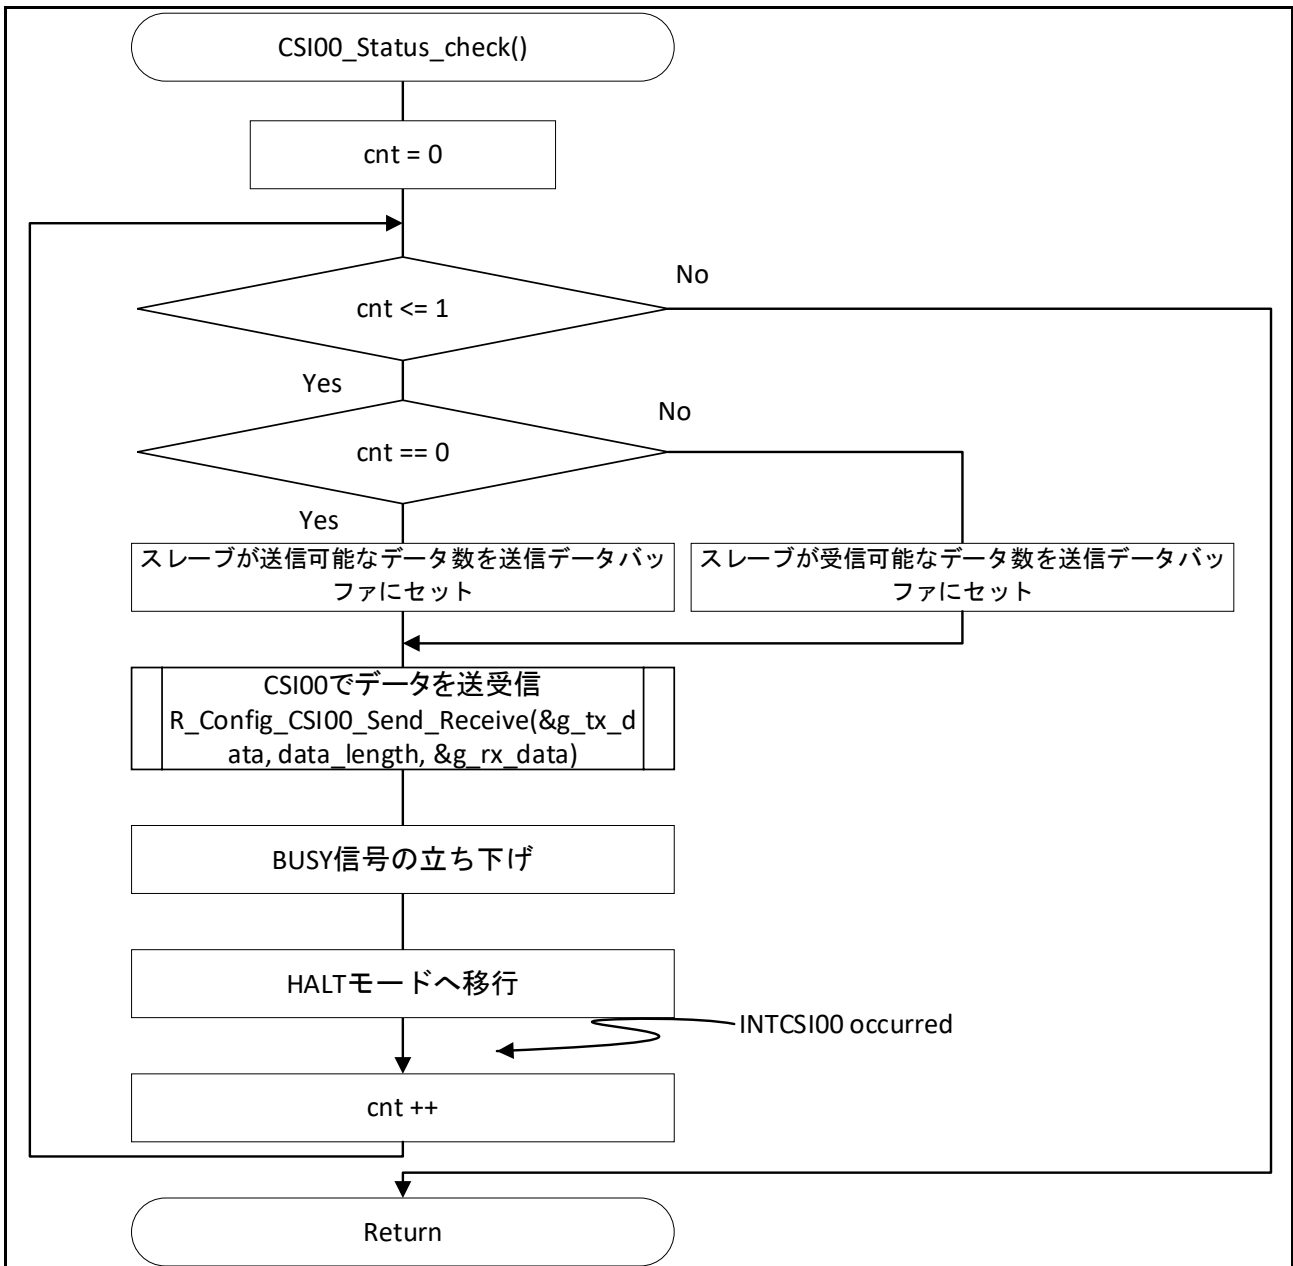 CSI00_Status_check()
cnt = 0
cnt <= 1
No
Yes
cnt == 0
No
Yes
スレーブが送信可能なデータ数を送信データバッ
ファにセット
スレーブが受信可能なデータ数を送信データバッ
ファにセット
CSI00でデータを送受信
R_Config_CSI00_Send_Receive(&g_tx_d
ata, data_length, &g_rx_data)
BUSY信号の立ち下げ
HALTモードへ移行
INTCSI00 occurred
cnt ++
Return